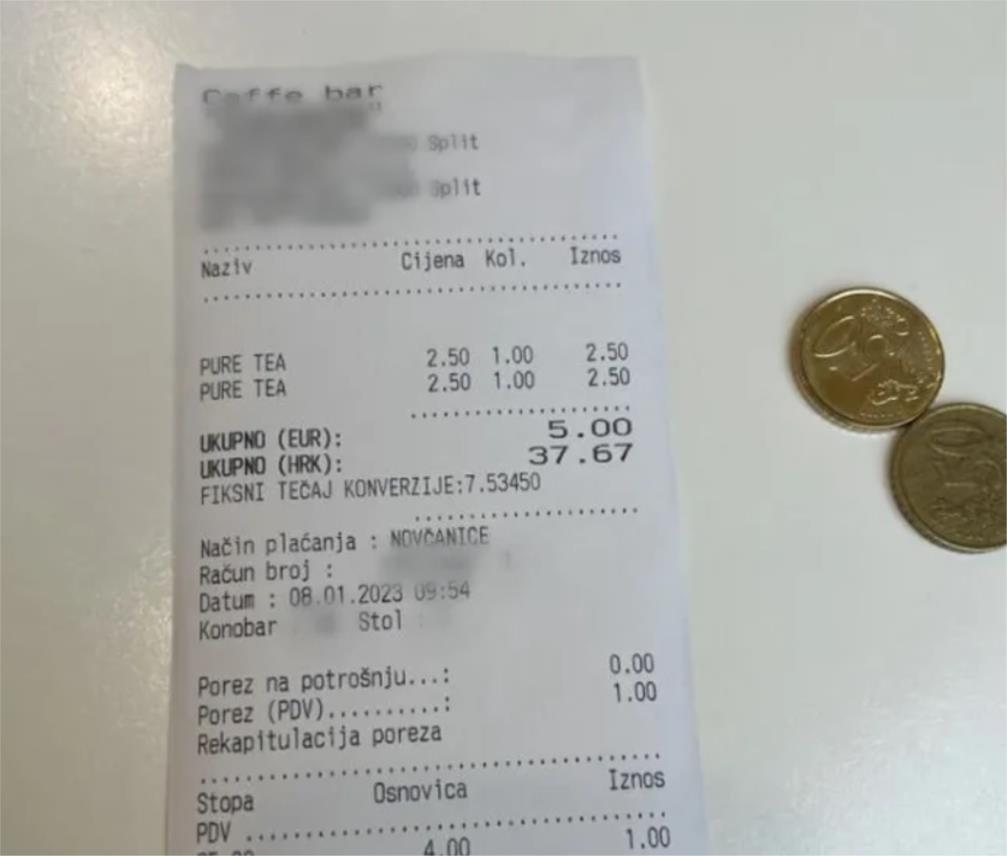 Caffe bar
Split
Split
Naziv Cijena Kol. Iznos
PURE TEA 2.50 1.00 2.50
PURE TEA 2.50 1.00 2.50
UKUPNO (EUR): 5.00
UKUPNO (HRK): 37.67
FIKSNI TEČAJ KONVERZIJE:7.53450
Način plaćanja : NOVČANICE
Račun broj :
Datum : 08.01.2023 09:54
Konobar Stol
Porez na potrošnju...: 0.00
Porez (PDV)..........: 1.00
Rekapitulacija poreza
Stopa Osnovica Iznos
PDV
4.00 1.00
50